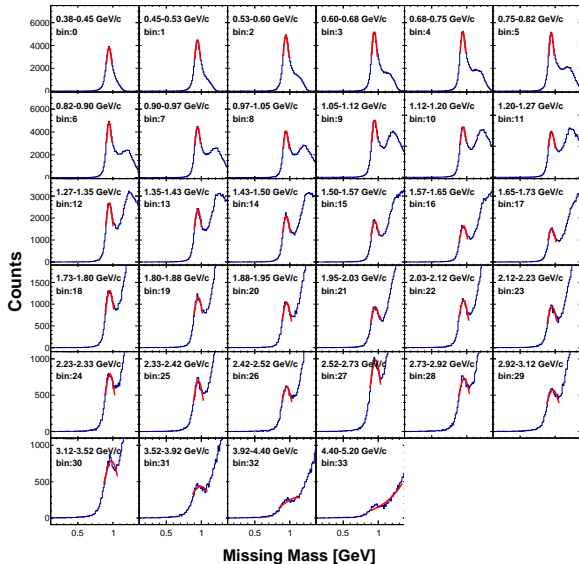 6000
4000
2000
0
0.38-0.45 GeV/c
bin:0
0.45-0.53 GeV/c
bin:1
0.53-0.60 GeV/c
bin:2
0.60-0.68 GeV/c
bin:3
0.68-0.75 GeV/c
bin:4
0.75-0.82 GeV/c
bin:5
6000
4000
2000
0
0.82-0.90 GeV/c
bin:6
0.90-0.97 GeV/c
bin:7
0.97-1.05 GeV/c
bin:8
1.05-1.12 GeV/c
bin:9
1.12-1.20 GeV/c
bin:10
1.20-1.27 GeV/c
bin:11
3000
2000
1000
0
1.27-1.35 GeV/c
bin:12
1.35-1.43 GeV/c
bin:13
1.43-1.50 GeV/c
bin:14
1.50-1.57 GeV/c
bin:15
1.57-1.65 GeV/c
bin:16
1.65-1.73 GeV/c
bin:17
Counts
1500
1000
500
0
1.73-1.80 GeV/c
bin:18
1.80-1.88 GeV/c
bin:19
1.88-1.95 GeV/c
bin:20
1.95-2.03 GeV/c
bin:21
2.03-2.12 GeV/c
bin:22
2.12-2.23 GeV/c
bin:23
1000
500
0
2.23-2.33 GeV/c
bin:24
2.33-2.42 GeV/c
bin:25
2.42-2.52 GeV/c
bin:26
2.52-2.73 GeV/c
bin:27
2.73-2.92 GeV/c
bin:28
2.92-3.12 GeV/c
bin:29
1000
500
0
3.12-3.52 GeV/c
bin:30
3.52-3.92 GeV/c
bin:31
3.92-4.40 GeV/c
bin:32
4.40-5.20 GeV/c
bin:33
0.5 1 0.5 1 0.5 1 0.5 1
Missing Mass [GeV]